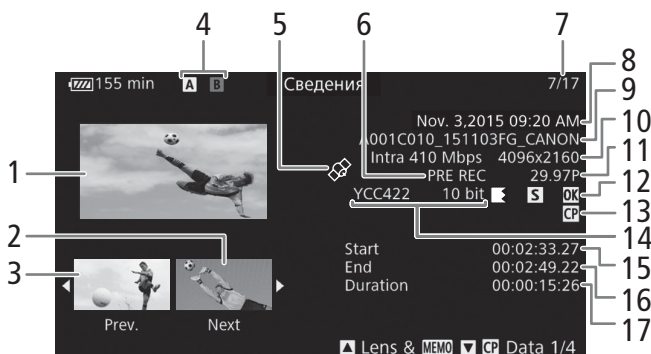 4 5 6 7
155 min A B Сведения 7/17
8
Nov. 3,2015 09:20 AM
9
A001C010_151103FG_CANON
10
Intra 410 Mbps 4096x2160
11
PRE REC 29.97P
12
YCC422 10 bit S OK
13
CP
14
1
2
3
Start 00:02:33.27
15
End 00:02:49.22
16
Duration 00:00:15:26
17
Prev. Next
Lens & MEMO CP Data 1/4